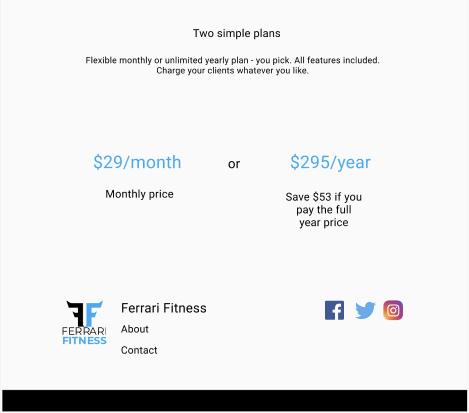 Two simple plans
Flexible monthly or unlimited yearly plan - you pick. All features included.
Charge your clients whatever you like.
$29/month
or
$295/year
Monthly price
Save $53 if you
pay the full
year price
FERRARI
FITNESS
Ferrari Fitness
About
Contact